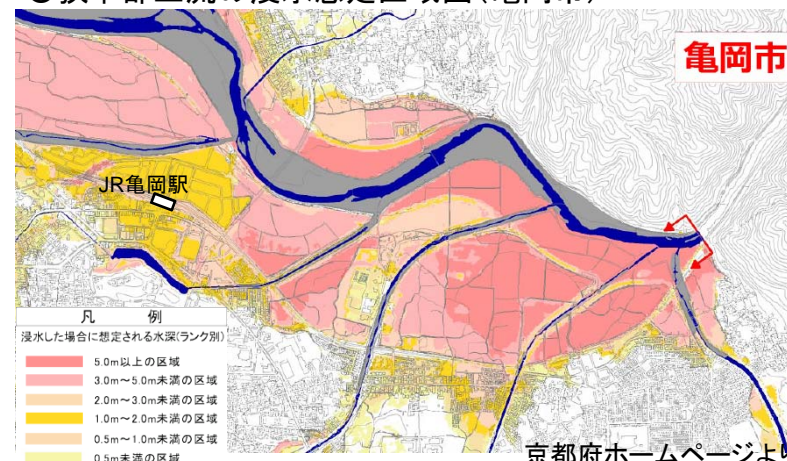 亀岡市
JR亀岡駅
凡 例
浸水した場合に想定される水深(ランク別)
5.0m以上の区域
3.0m～5.0m未満の区域
2.0m～3.0m未満の区域
1.0m～2.0m未満の区域
0.5m～1.0m未満の区域
0.5m未満の区域
京都府ホームページより